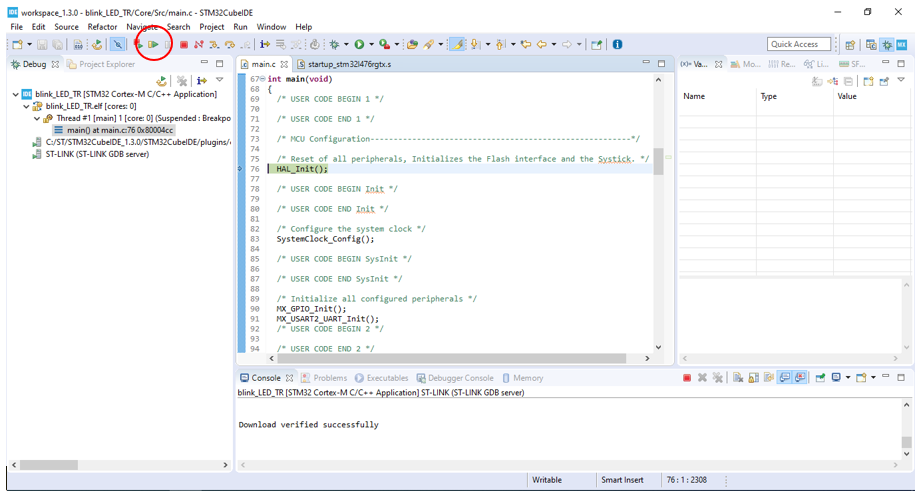 workspace_1.3.0 - blink_LED_TR/Core/Src/main.c - STM32CubeIDE
File Edit Source Refactor Navigate Search Project Run Window Help
Quick Access
Debug
Project Explorer
blink_LED_TR [STM32 Cortex-M C/C++ Application]
blink_LED_TR.elf [cores: 0]
Thread #1 [main] 1 [core: 0] (Suspended : Breakpo
main() at main.c:76 0x80004cc
C:/ST/STM32CubeIDE_1.3.0/STM32CubeIDE/plugins/
ST-LINK (ST-LINK GDB server)
main.c
startup_stm32l476rgtx.s
67 int main(void)
68 {
69 /* USER CODE BEGIN 1 */
70
71 /* USER CODE END 1 */
72
73 /* MCU Configuration--------------------------------------------------------*/
74
75 /* Reset of all peripherals, Initializes the Flash interface and the Systick. */
76 HAL_Init();
77
78 /* USER CODE BEGIN Init */
79
80 /* USER CODE END Init */
81
82 /* Configure the system clock */
83 SystemClock_Config();
84
85 /* USER CODE BEGIN SysInit */
86
87 /* USER CODE END SysInit */
88
89 /* Initialize all configured peripherals */
90 MX_GPIO_Init();
91 MX_USART2_UART_Init();
92 /* USER CODE BEGIN 2 */
93
94 /* USER CODE END 2 */
(x)= Va...
Mo...
Re...
Li...
SF...
Name Type Value
Console
Problems
Executables
Debugger Console
Memory
blink_LED_TR [STM32 Cortex-M C/C++ Application] ST-LINK (ST-LINK GDB server)
Download verified successfully
Writable
Smart Insert
76 : 1 : 2308